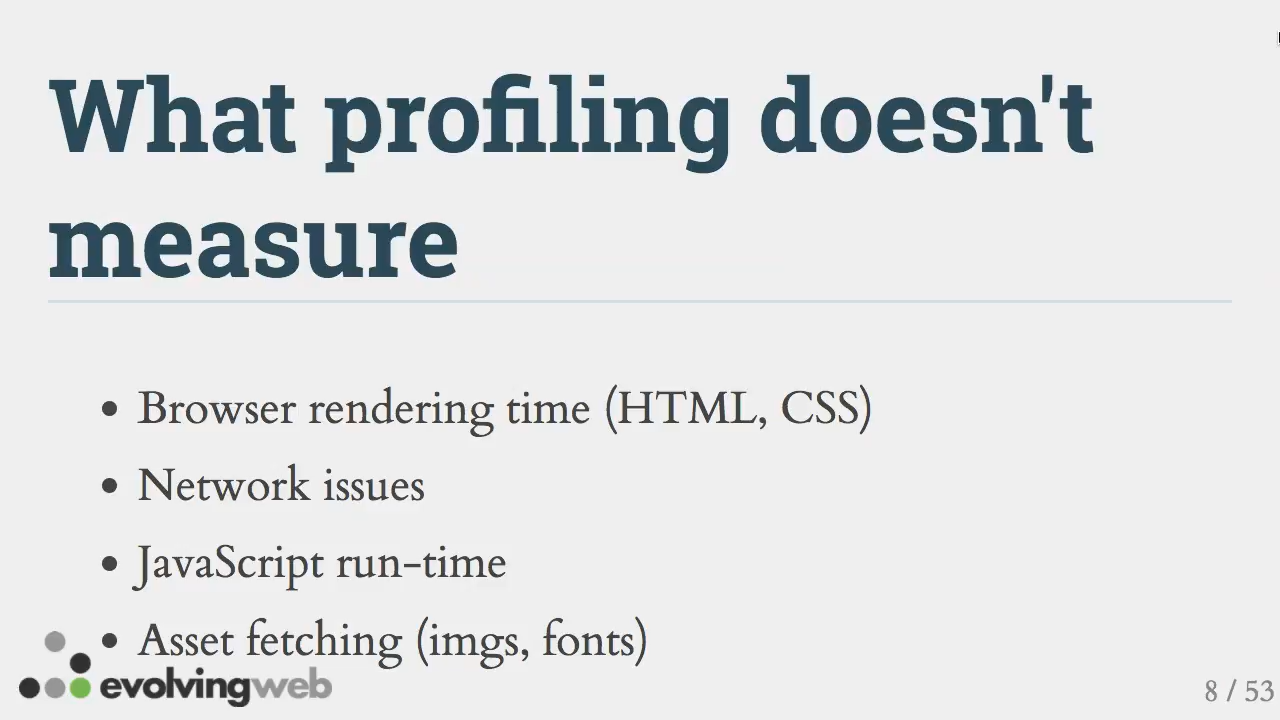 What profiling doesn't
measure
Browser rendering time (HTML, CSS)
Network issues
JavaScript run-time
Asset fetching (imgs, fonts)
evolvingweb
8 / 53